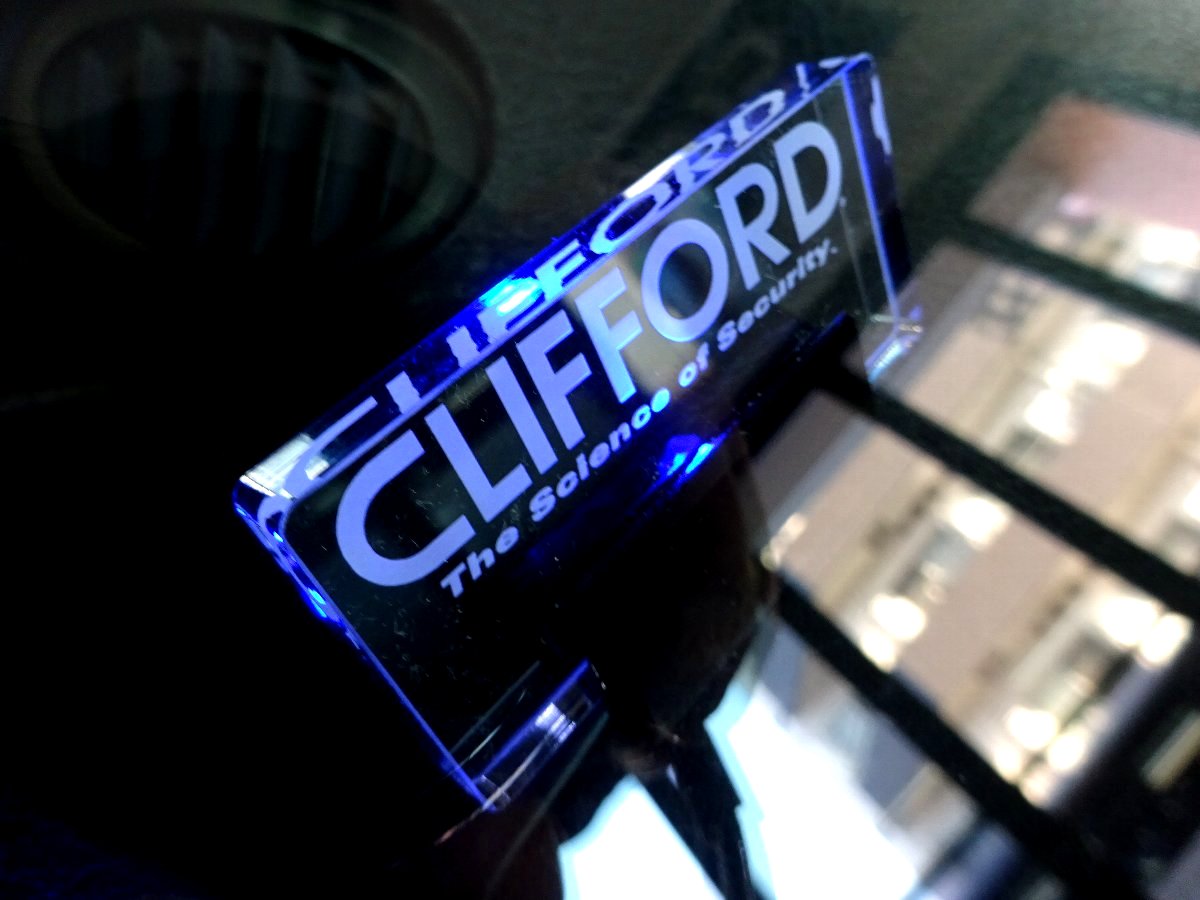 CLIFFORD
The Science of Security.